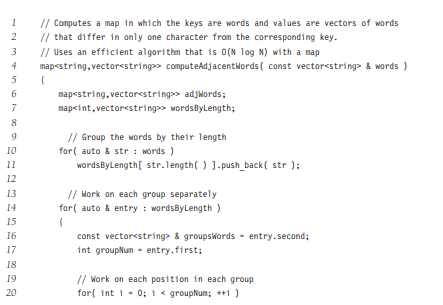 1 // Computes a map in which the keys are words and values are vectors of words
2 // that differ in only one character from the corresponding key.
3 // Uses an efficient algorithm that is O(N log N) with a map
4 map<string,vector<string>> computeAdjacentWords( const vector<string> & words )
5 {
6 map<string,vector<string>> adjWords;
7 map<int,vector<string>> wordsByLength;
8
9 // Group the words by their length
10 for( auto & str : words )
11 wordsByLength[ str.length( ) ].push_back( str );
12
13 // Work on each group separately
14 for( auto & entry : wordsByLength )
15 {
16 const vector<string> & groupsWords = entry.second;
17 int groupNum = entry.first;
18
19 // Work on each position in each group
20 for( int i = 0; i < groupNum; ++i )